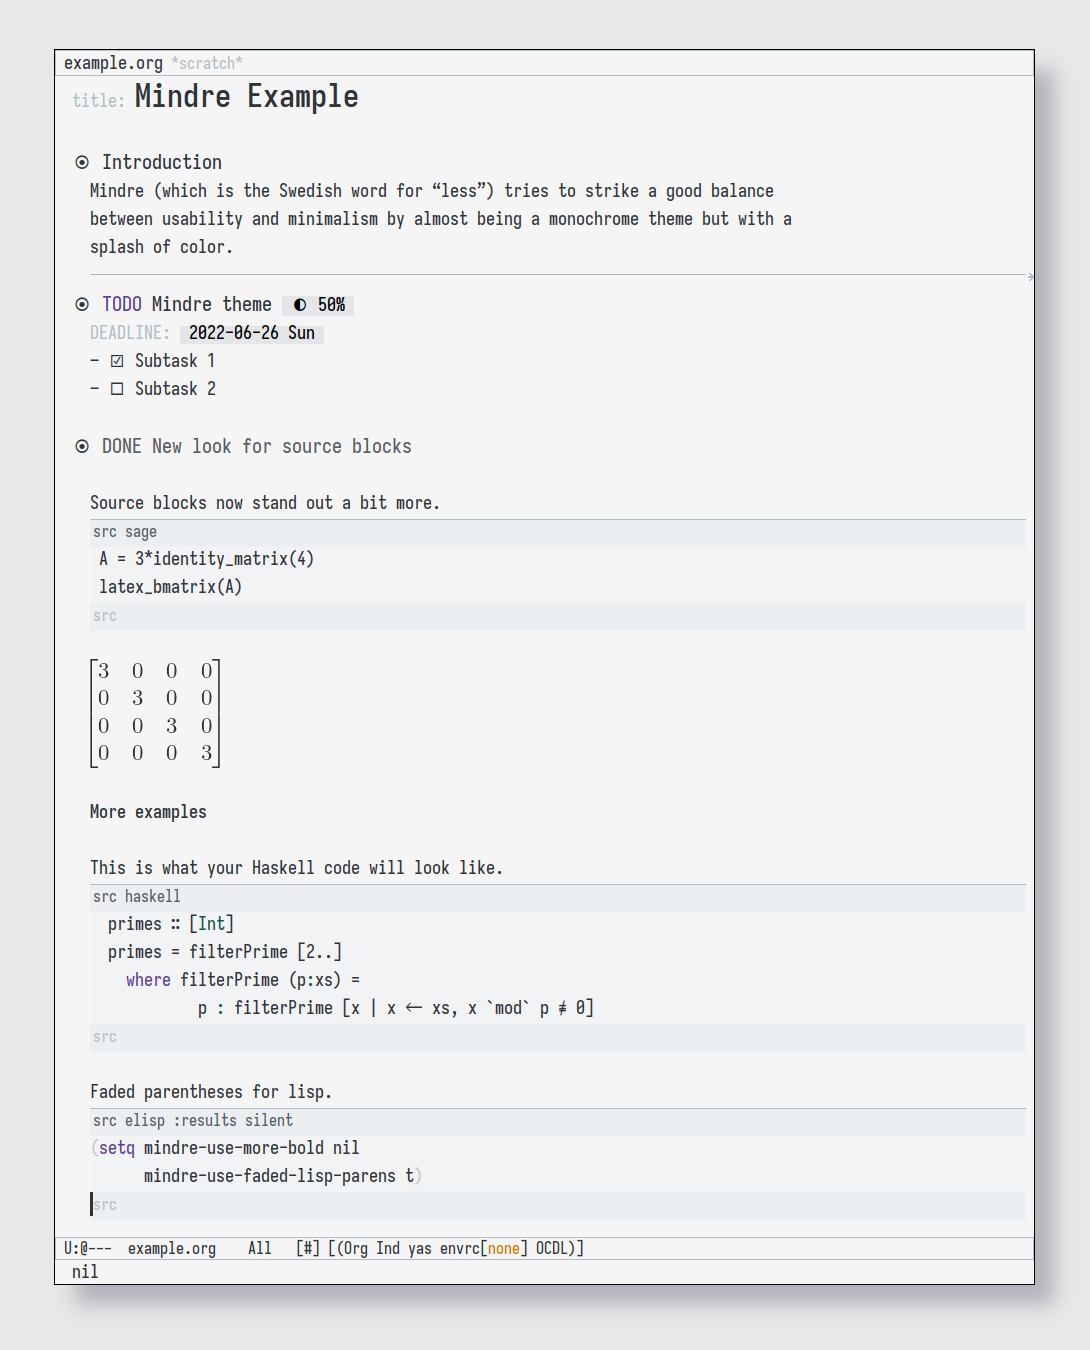 example.org *scratch*
title: Mindre Example
⦿ Introduction
Mindre (which is the Swedish word for “less”) tries to strike a good balance
between usability and minimalism by almost being a monochrome theme but with a
splash of color.
⦿ TODO Mindre theme ◐ 50%
DEADLINE: 2022-06-26 Sun
- ☑ Subtask 1
- ☐ Subtask 2
⦿ DONE New look for source blocks
Source blocks now stand out a bit more.
src sage
A = 3*identity_matrix(4)
latex_bmatrix(A)
src
3 0 0 0
0 3 0 0
0 0 3 0
0 0 0 3
More examples
This is what your Haskell code will look like.
src haskell
primes :: [Int]
primes = filterPrime [2..]
where filterPrime (p:xs) =
p : filterPrime [x | x ← xs, x `mod` p ≢ 0]
src
Faded parentheses for lisp.
src elisp :results silent
(setq mindre-use-more-bold nil
mindre-use-faded-lisp-parens t)
src
U:@--- example.org All [#] [(Org Ind yas envrc[none] OCDL)]
nil